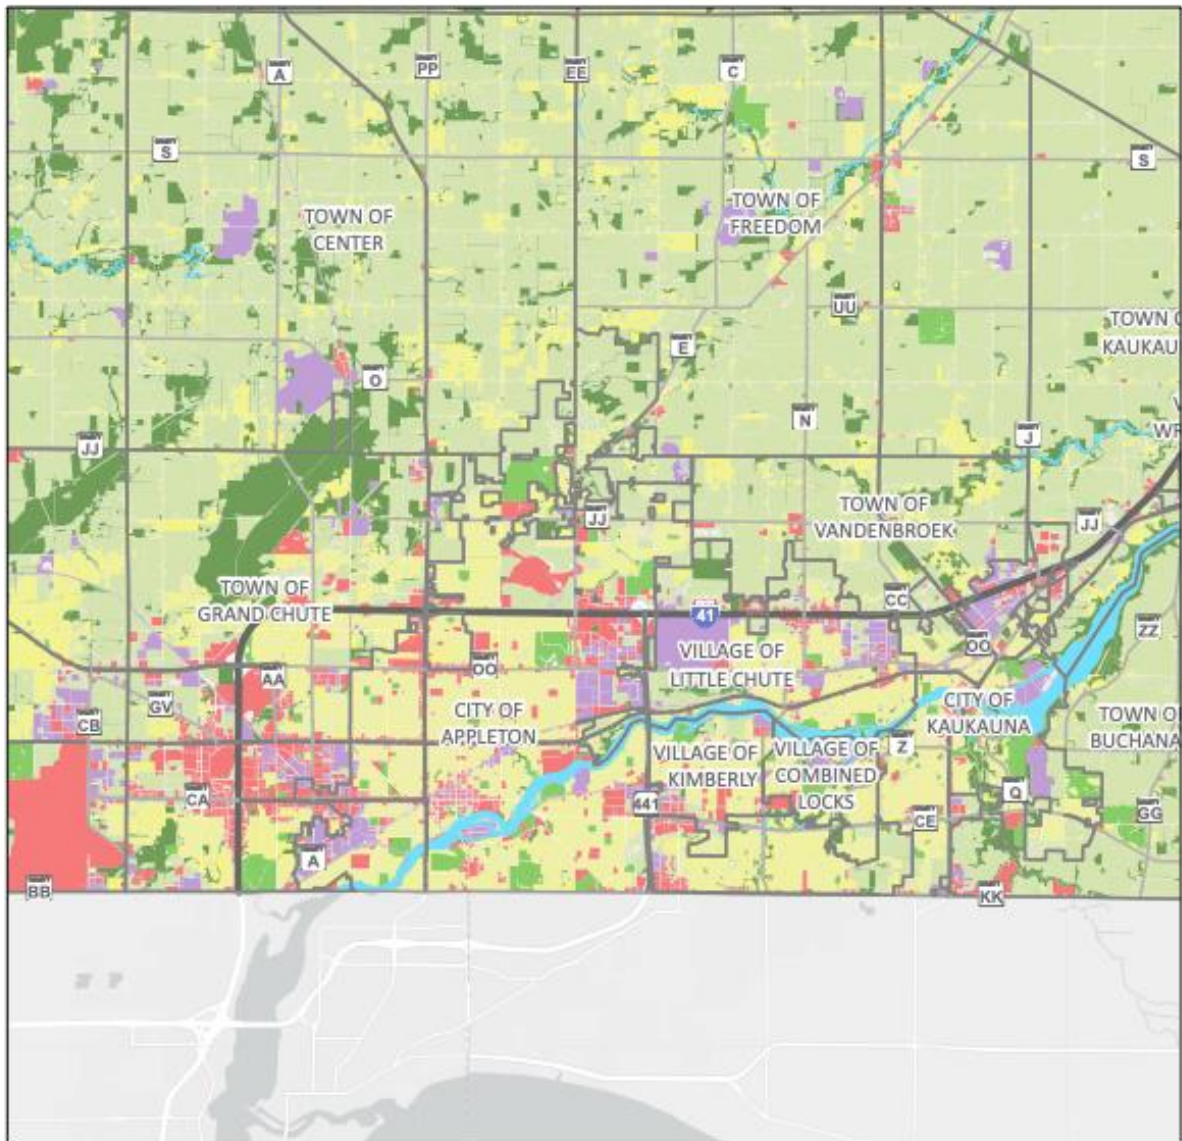 A
PP
EE
C
S
S
TOWN OF
CENTER
TOWN OF
FREEDOM
UU
TOWN O
KAUKAU
E
O
N
J
JJ
WR
TOWN OF
VANDENBROEK
JJ
JJ
TOWN OF
GRAND CHUTE
CC
41
ZZ
OO
VILLAGE OF
LITTLE CHUTE
OO
AA
GV
CB
CITY OF
APPLETON
CITY OF
KAUKAUNA
TOWN O
BUCHANA
VILLAGE OF
KIMBERLY
VILLAGE OF
COMBINED
LOCKS
Z
CA
441
Q
GG
CE
A
BB
KK